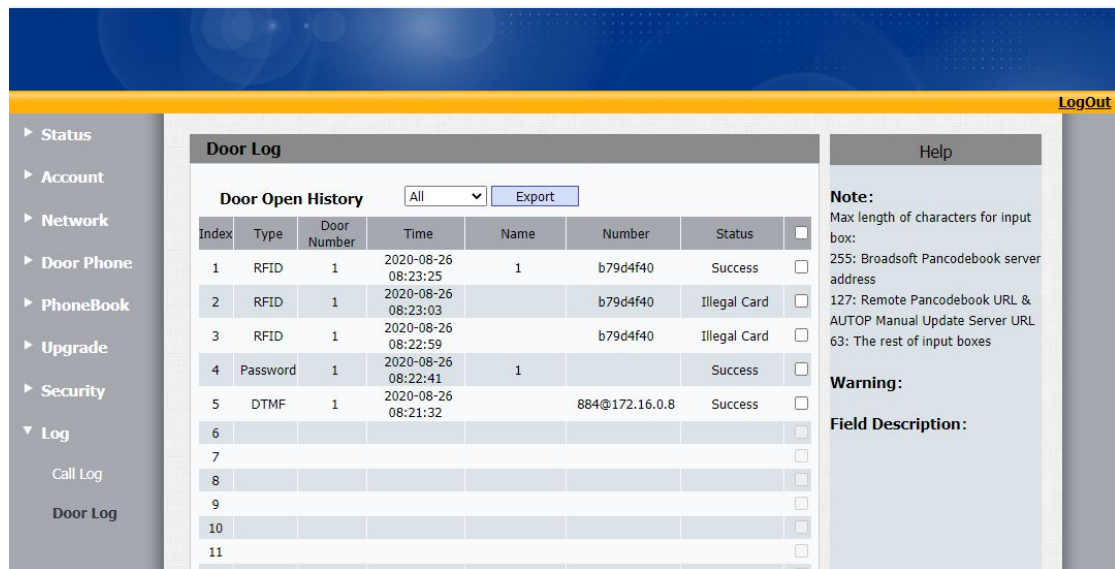 LogOut
Status
Account
Network
Door Phone
PhoneBook
Upgrade
Security
Log
Call Log
Door Log
Door Log
Door Open History All Export
Index Type Door Number Time Name Number Status
1 RFID 1 2020-08-26 08:23:25 1 b79d4f40 Success
2 RFID 1 2020-08-26 08:23:03 b79d4f40 Illegal Card
3 RFID 1 2020-08-26 08:22:59 b79d4f40 Illegal Card
4 Password 1 2020-08-26 08:22:41 1 Success
5 DTMF 1 2020-08-26 08:21:32 884@172.16.0.8 Success
6
7
8
9
10
11
Help
Note:
Max length of characters for input
box:
255: Broadsoft Pancodebook server
address
127: Remote Pancodebook URL &
AUTOP Manual Update Server URL
63: The rest of input boxes
Warning:
Field Description: